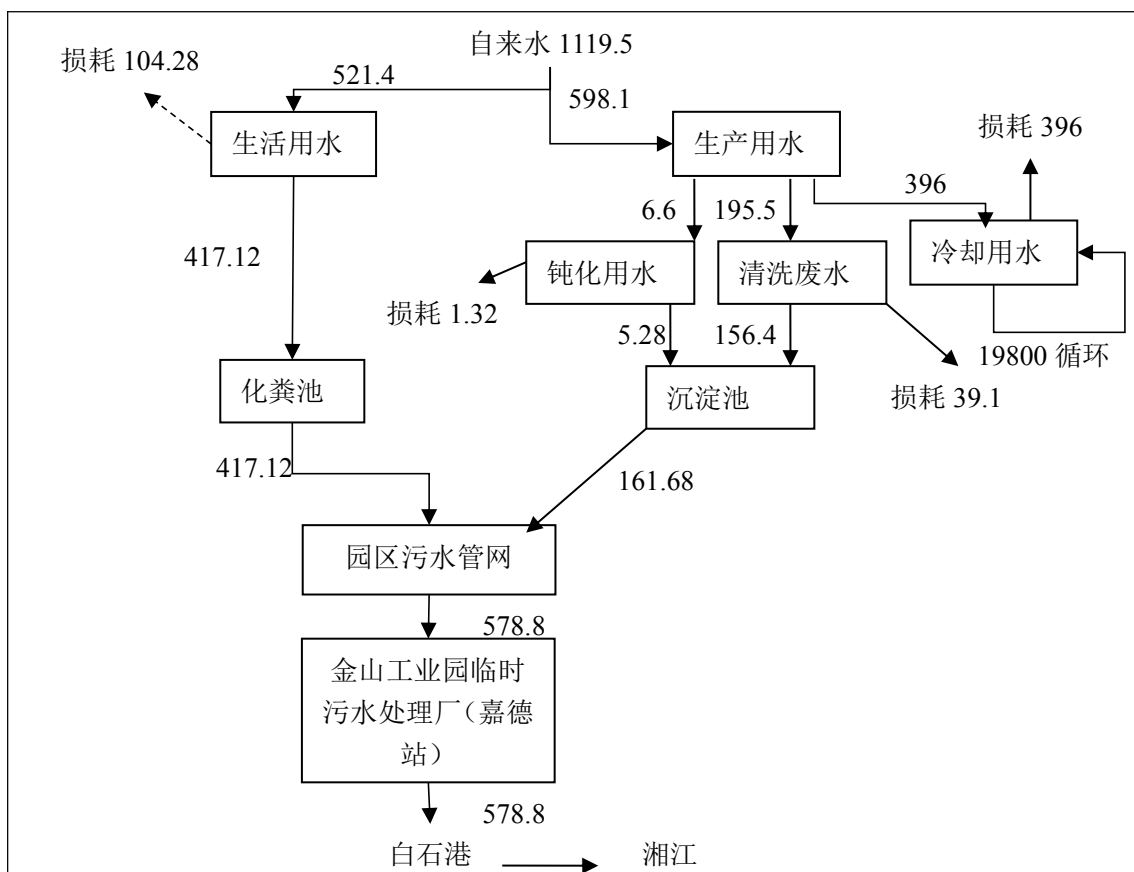 自来水 1119.5
损耗 104.28
521.4
598.1
生活用水
生产用水
损耗 396
396
6.6
195.5
417.12
钝化用水
清洗废水
冷却用水
损耗 1.32
5.28
156.4
19800 循环
化粪池
沉淀池
损耗 39.1
417.12
161.68
园区污水管网
578.8
金山工业园临时
污水处理厂（嘉德
站）
578.8
白石港
湘江